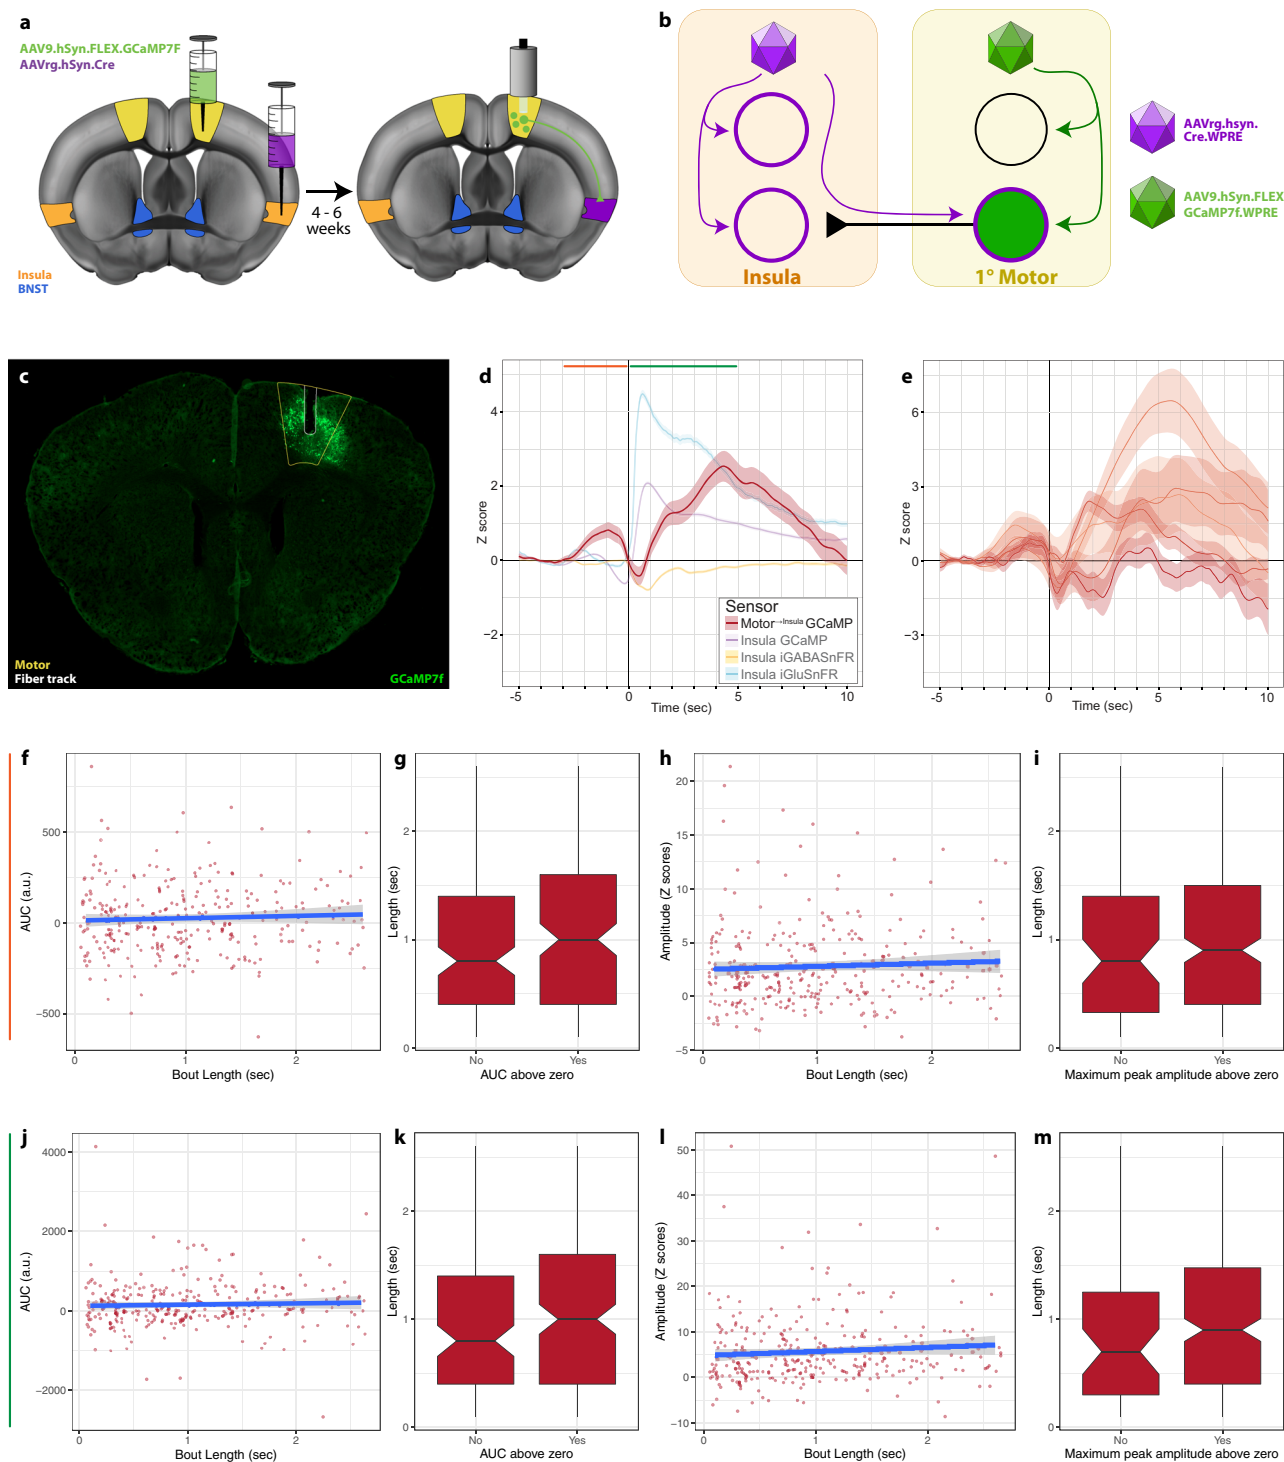 a
AAV9.hSyn.FLEX.GCaMP7F
AAVrg.hSyn.Cre
4 - 6
weeks
Insula
BNST
b
Insula
1° Motor
AAVrg.hsyn.
Cre.WPRE
AAV9.hSyn.FLEX
GCaMP7f.WPRE
c
Motor
Fiber track
GCaMP7f
d
Z score
4
2
0
−2
-5
0
5
10
Time (sec)
Sensor
Motor→Insula GCaMP
Insula GCaMP
Insula iGABASnFR
Insula iGluSnFR
e
Z score
6
3
0
−3
-5
0
5
10
Time (sec)
f
AUC (a.u.)
500
0
−500
0
1
2
Bout Length (sec)
g
Length (sec)
2
1
0
No
Yes
AUC above zero
h
Amplitude (Z scores)
20
15
10
5
0
−5
0
1
2
Bout Length (sec)
i
Length (sec)
2
1
0
No
Yes
Maximum peak amplitude above zero
j
AUC (a.u.)
4000
2000
0
−2000
0
1
2
Bout Length (sec)
k
Length (sec)
2
1
0
No
Yes
AUC above zero
l
Amplitude (Z scores)
50
40
30
20
10
0
−10
0
1
2
Bout Length (sec)
m
Length (sec)
2
1
0
No
Yes
Maximum peak amplitude above zero